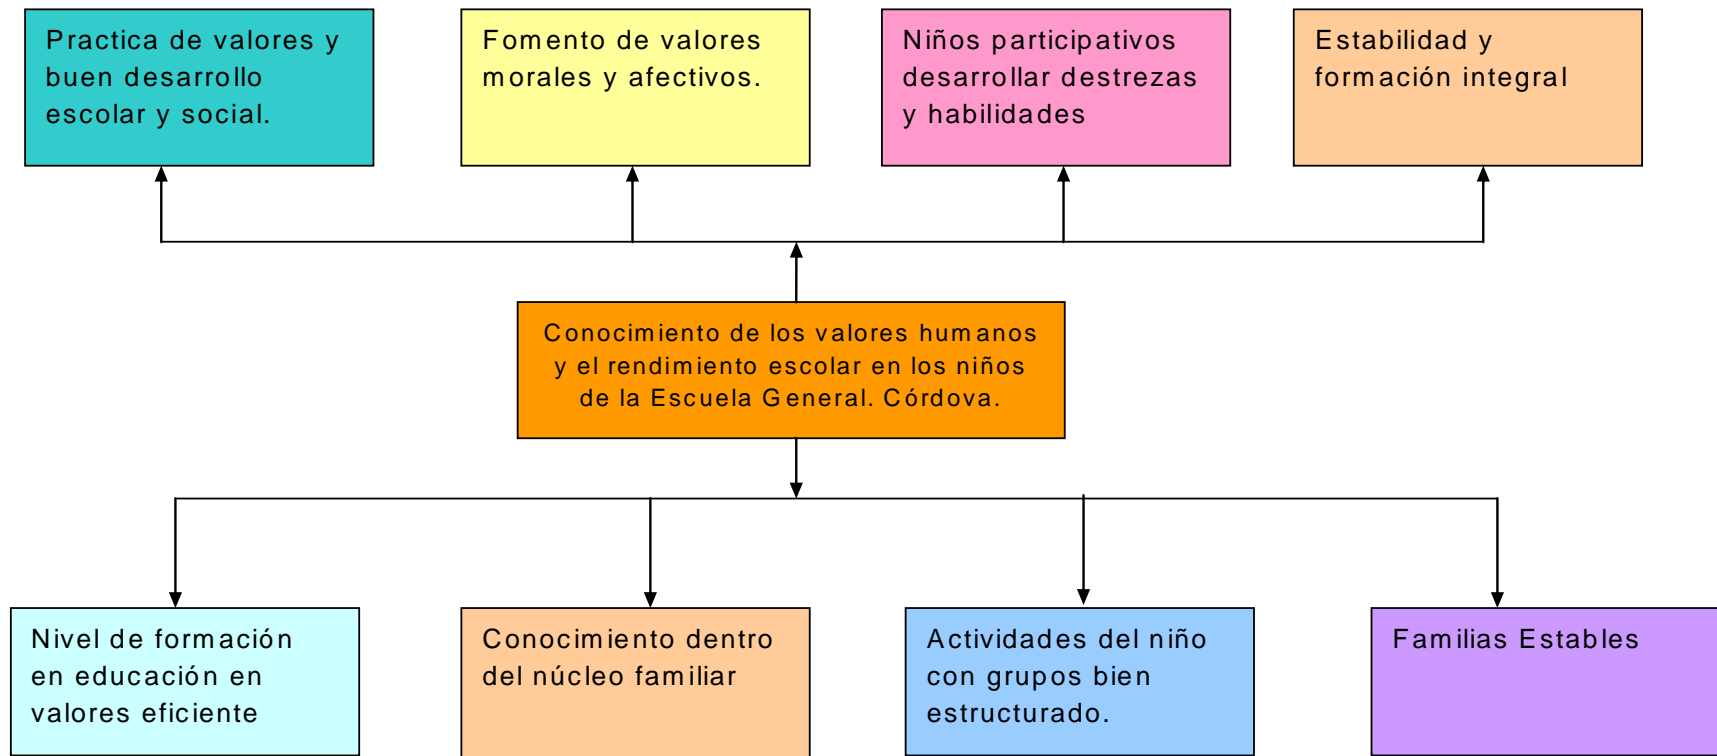 Practica de valores y
buen desarrollo
escolar y social.
Fomento de valores
morales y afectivos.
Niños participativos
desarrollar destrezas
y habilidades
Estabilidad y
formación integral
Conocimiento de los valores humanos
y el rendimiento escolar en los niños
de la Escuela General. Córdova.
Nivel de formación
en educación en
valores eficiente
Conocimiento dentro
del núcleo familiar
Actividades del niño
con grupos bien
estructurado.
Familias Estables